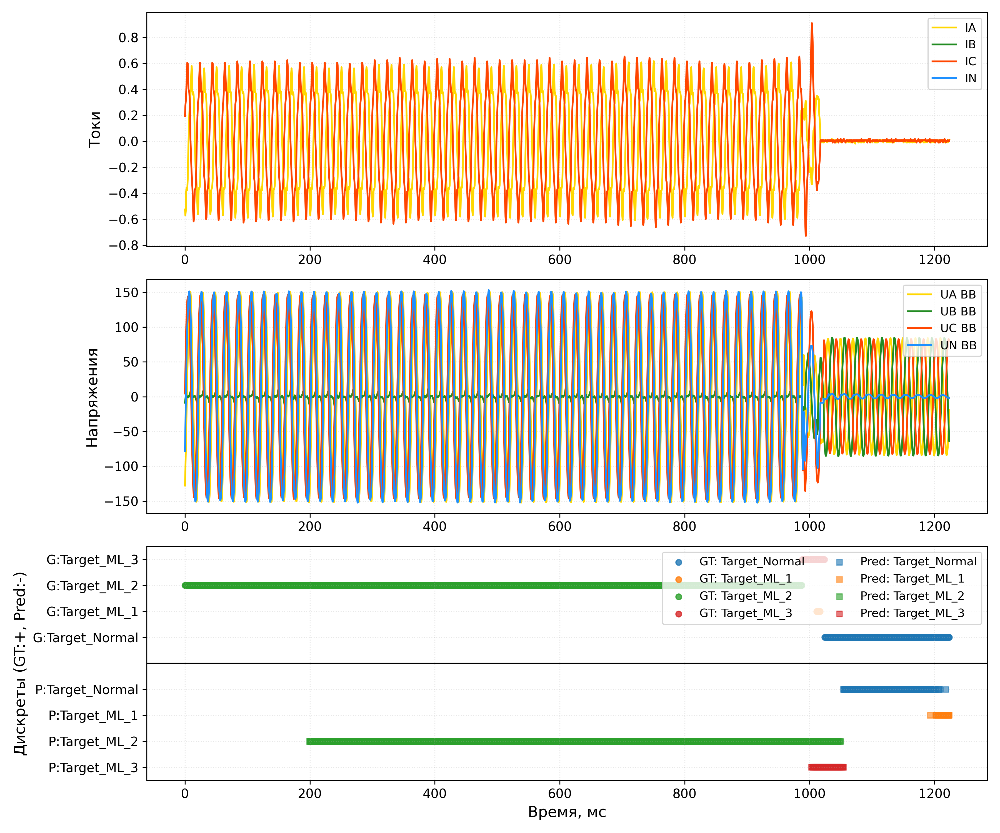 Токи
0.8
0.6
0.4
0.2
0.0
−0.2
−0.4
−0.6
−0.8
IA
IB
IC
IN
0 200 400 600 800 1000 1200
Напряжения
150
100
50
0
−50
−100
−150
UA BB
UB BB
UC BB
UN BB
0 200 400 600 800 1000 1200
Дискреты (GT:+, Pred:-)
G:Target_ML_3
G:Target_ML_2
G:Target_ML_1
G:Target_Normal
P:Target_Normal
P:Target_ML_1
P:Target_ML_2
P:Target_ML_3
GT: Target_Normal
GT: Target_ML_1
GT: Target_ML_2
GT: Target_ML_3
Pred: Target_Normal
Pred: Target_ML_1
Pred: Target_ML_2
Pred: Target_ML_3
0 200 400 600 800 1000 1200
Время, мс